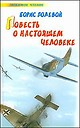 БОРИС ПОЛЕВОЙ
ПОВЕСТЬ
О НАСТОЯЩЕМ
ЧЕЛОВЕКЕ